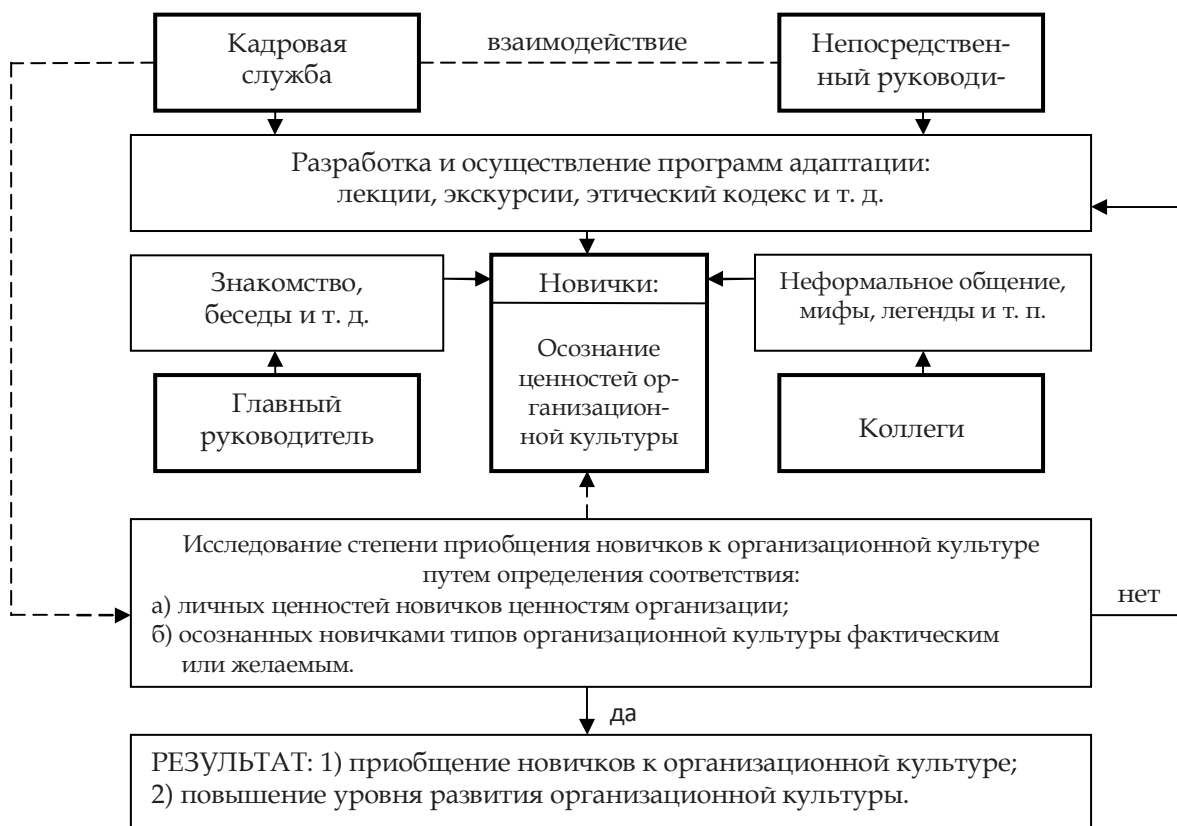 Кадровая
служба
взаимодействие
Непосредствен-
ный руководи-
Разработка и осуществление программ адаптации:
лекции, экскурсии, этический кодекс и т. д.
Знакомство,
беседы и т. д.
Новички:
Неформальное общение,
мифы, легенды и т. п.
Осознание
ценностей ор-
ганизацион-
ной культуры
Главный
руководитель
Коллеги
Исследование степени приобщения новичков к организационной культуре
путем определения соответствия:
а) личных ценностей новичков ценностям организации;
б) осознанных новичками типов организационной культуры фактическим
или желаемым.
нет
да
РЕЗУЛЬТАТ: 1) приобщение новичков к организационной культуре;
2) повышение уровня развития организационной культуры.